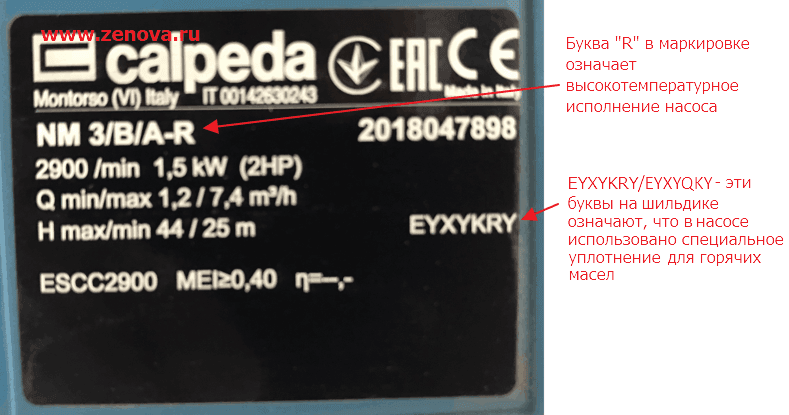 www.zenova.ru
calpeda EAC CE
Montorso (VI) Italy IT 00142630243 Made in Italy
NM 3/B/A-R 2018047898
2900 /min 1,5 kW (2HP)
Q min/max 1,2 / 7,4 m³/h
H max/min 44 / 25 m EYXYKRY
ESCC2900 MEI≥0,40 η=–,-
Буква "R" в маркировке
означает
высокотемпературное
исполнение насоса
EYXYKRY/EYXYQKY - эти
буквы на шильдике
означают, что в насосе
использовано специальное
уплотнение для горячих
масел